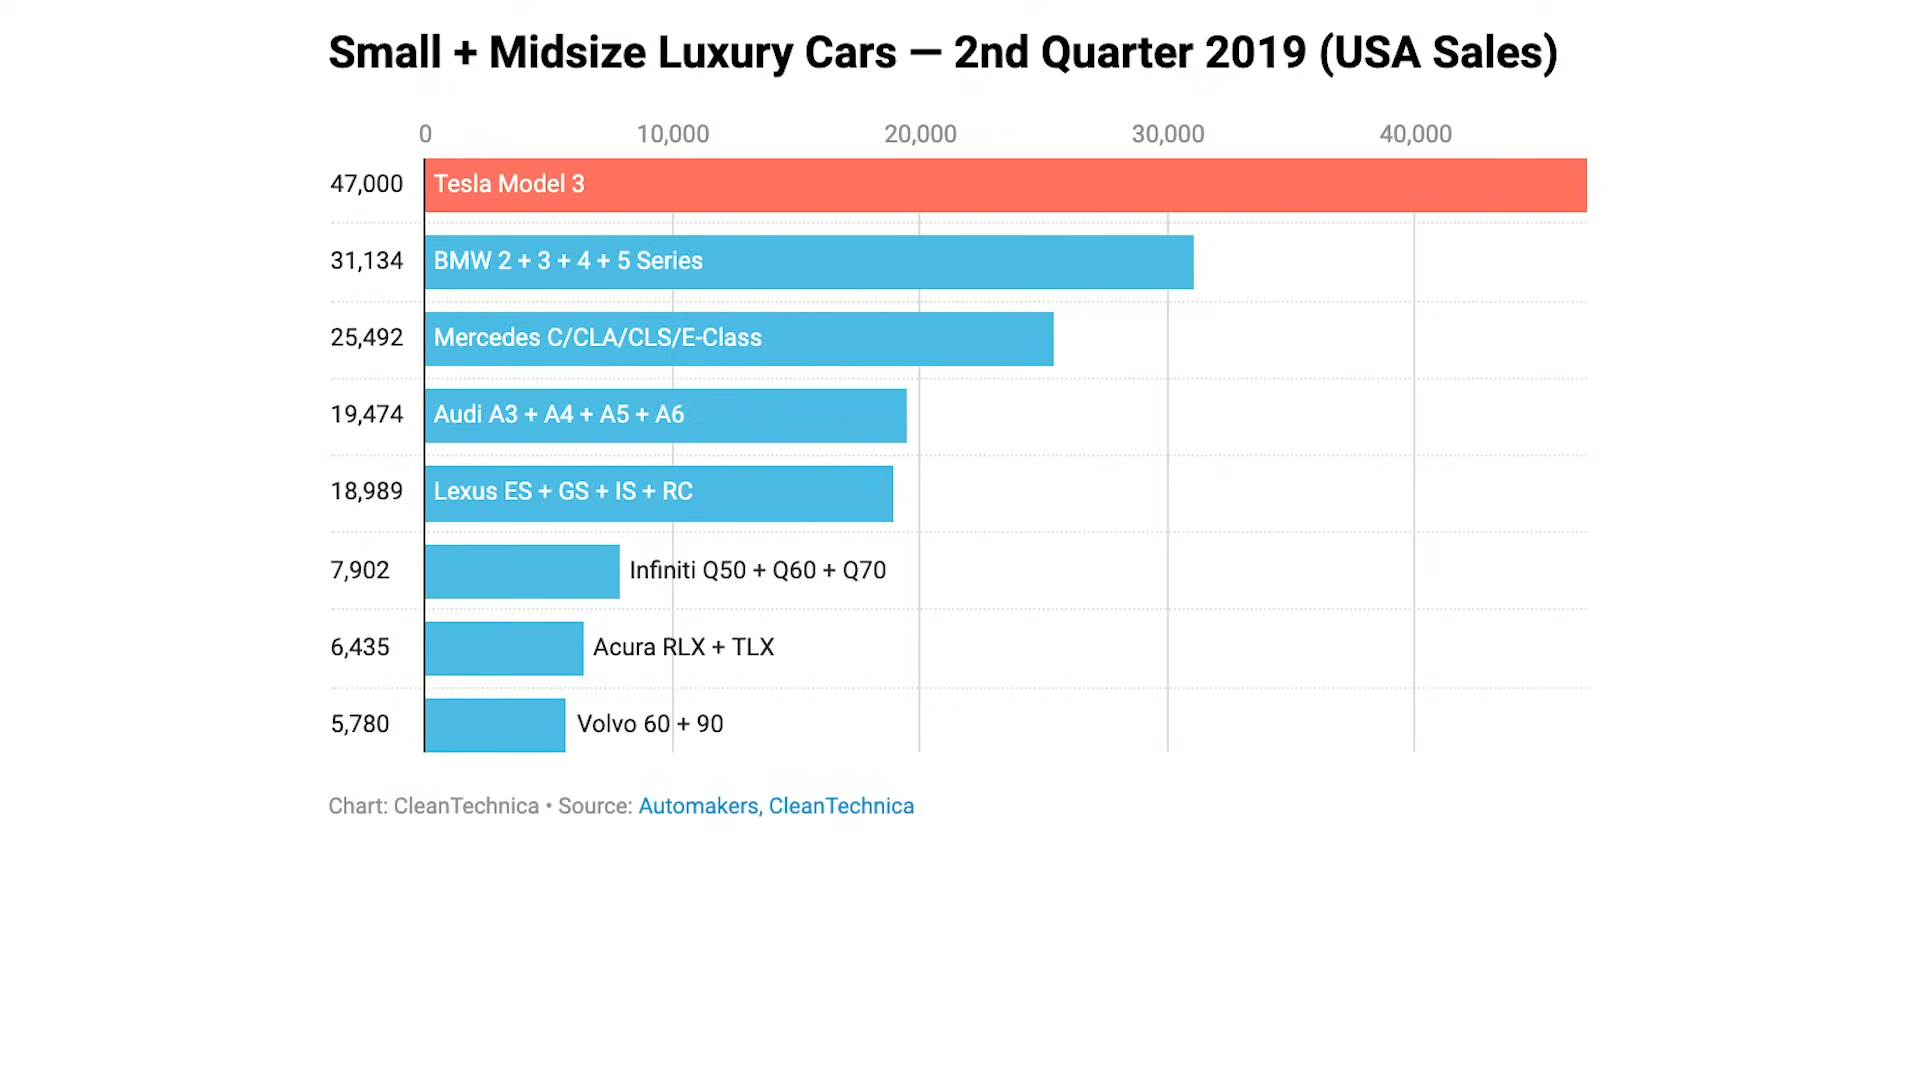 Small + Midsize Luxury Cars — 2nd Quarter 2019 (USA Sales)
0 10,000 20,000 30,000 40,000
47,000 Tesla Model 3
31,134 BMW 2 + 3 + 4 + 5 Series
25,492 Mercedes C/CLA/CLS/E-Class
19,474 Audi A3 + A4 + A5 + A6
18,989 Lexus ES + GS + IS + RC
7,902 Infiniti Q50 + Q60 + Q70
6,435 Acura RLX + TLX
5,780 Volvo 60 + 90
Chart: CleanTechnica • Source: Automakers, CleanTechnica